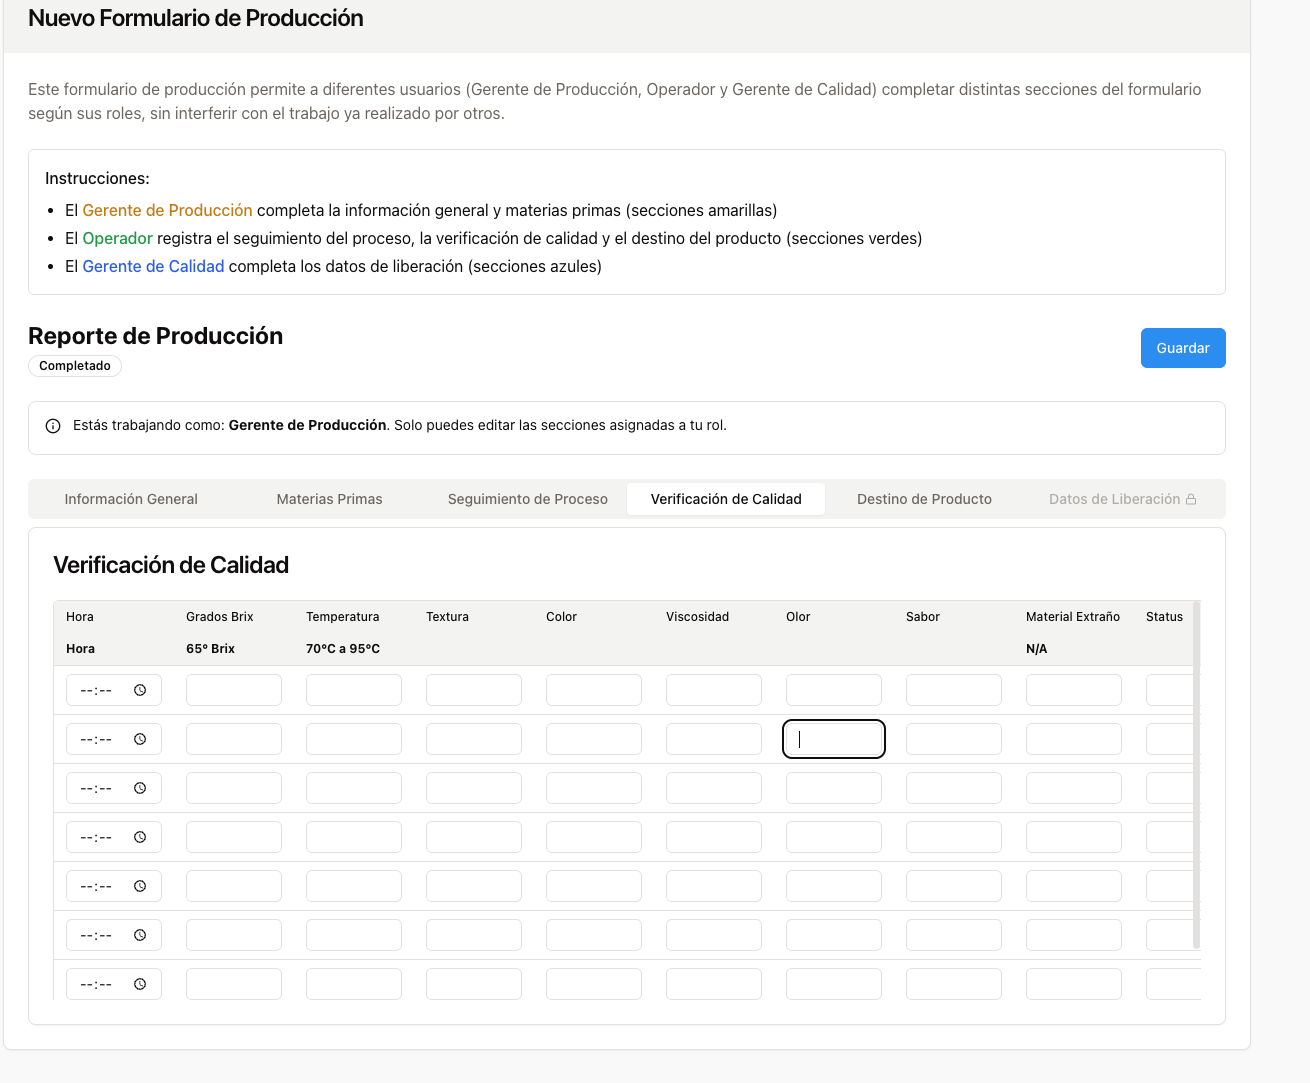 Nuevo Formulario de Producción
Este formulario de producción permite a diferentes usuarios (Gerente de Producción, Operador y Gerente de Calidad) completar distintas secciones del formulario
según sus roles, sin interferir con el trabajo ya realizado por otros.
Instrucciones:
• El Gerente de Producción completa la información general y materias primas (secciones amarillas)
• El Operador registra el seguimiento del proceso, la verificación de calidad y el destino del producto (secciones verdes)
• El Gerente de Calidad completa los datos de liberación (secciones azules)
Reporte de Producción
Guardar
Completado
Estás trabajando como: Gerente de Producción. Solo puedes editar las secciones asignadas a tu rol.
Información General Materias Primas Seguimiento de Proceso Verificación de Calidad Destino de Producto Datos de Liberación
Verificación de Calidad
Hora Grados Brix Temperatura Textura Color Viscosidad Olor Sabor Material Extraño Status
Hora 65° Brix 70°C a 95°C N/A
--:--
--:--
--:--
--:--
--:--
--:--
--:--